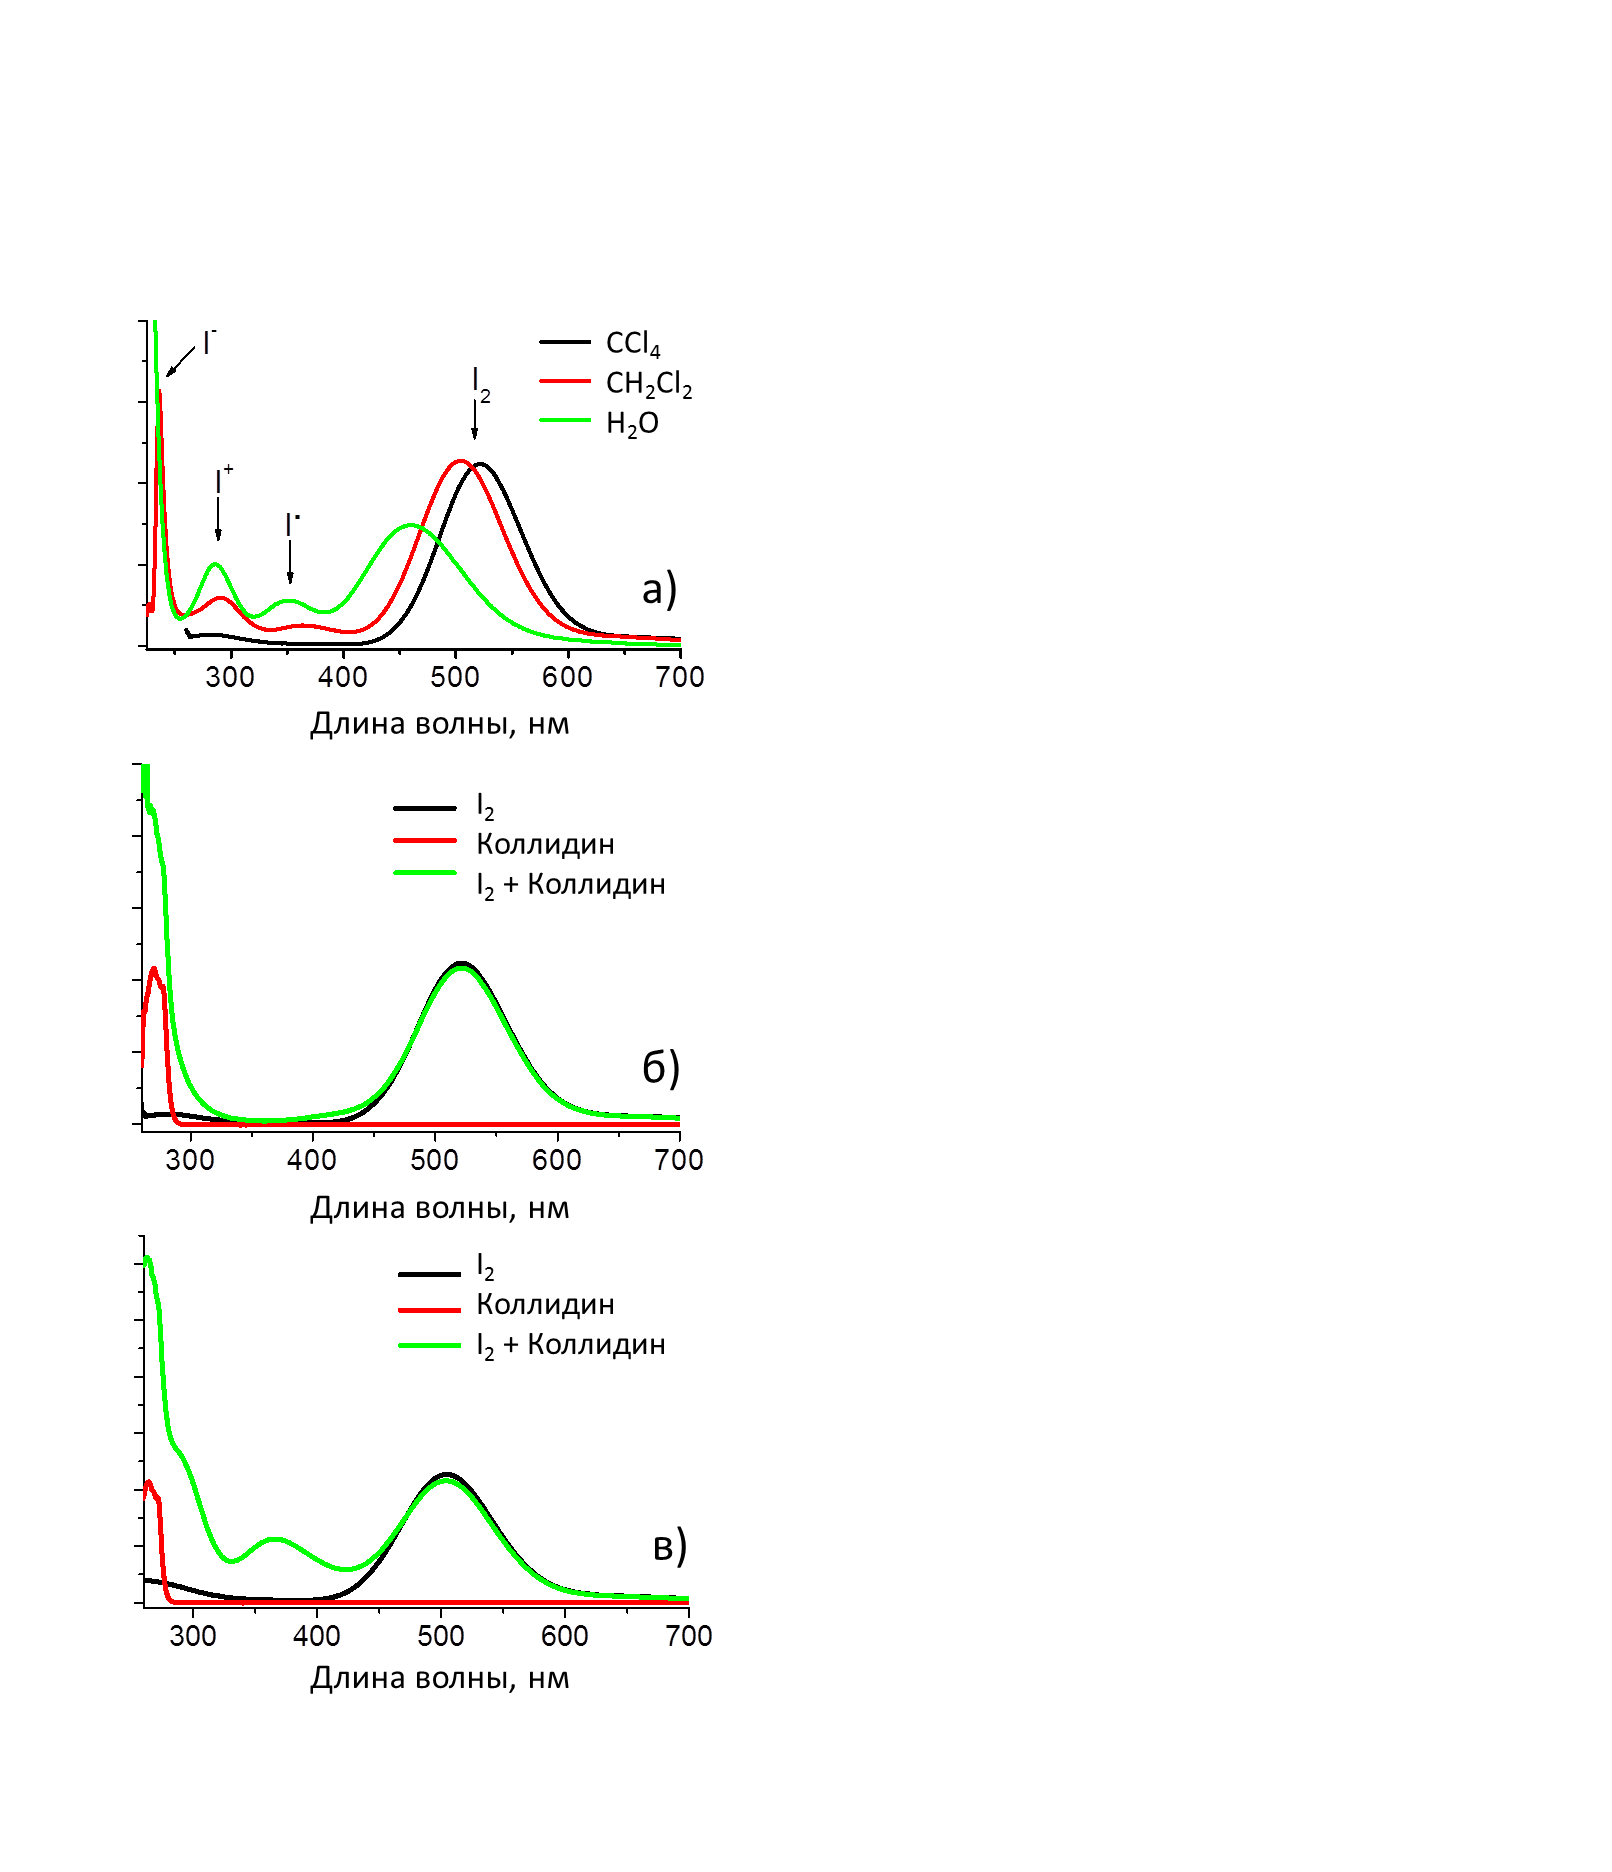 I⁻
CCl₄
I₂
CH₂Cl₂
H₂O
I⁺
I·
а)
300 400 500 600 700
Длина волны, нм
I₂
Коллидин
I₂ + Коллидин
б)
300 400 500 600 700
Длина волны, нм
I₂
Коллидин
I₂ + Коллидин
в)
300 400 500 600 700
Длина волны, нм